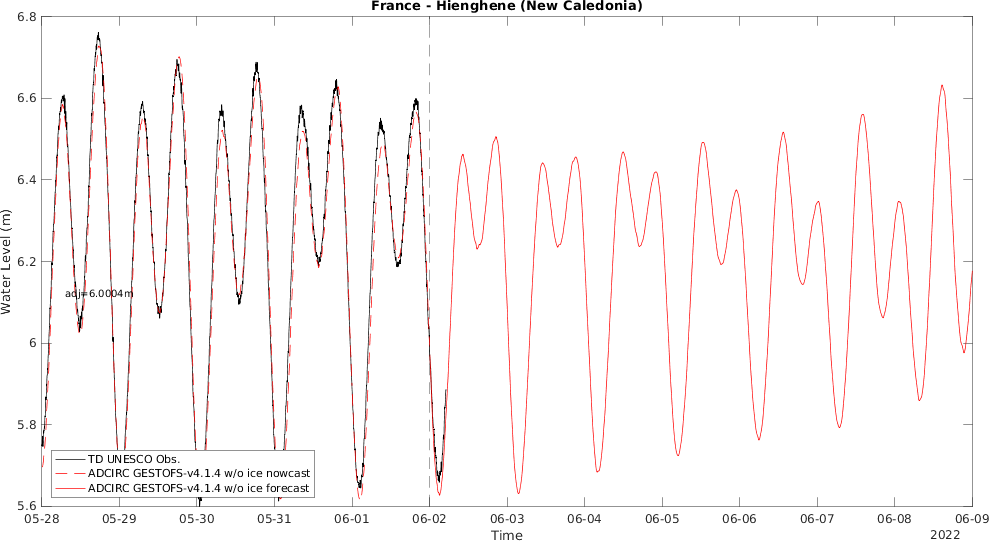 France - Hienghene (New Caledonia)
Water Level (m)
6.8
6.6
6.4
6.2
6
5.8
5.6
adj=6.0004m
TD UNESCO Obs.
ADCIRC GESTOFS-v4.1.4 w/o ice nowcast
ADCIRC GESTOFS-v4.1.4 w/o ice forecast
05-28 05-29 05-30 05-31 06-01 06-02 06-03 06-04 06-05 06-06 06-07 06-08 06-09
Time
2022